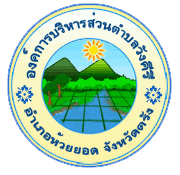 องค์การบริหารส่วนตำบลวังคีรี
อำเภอห้วยยอด จังหวัดตรัง